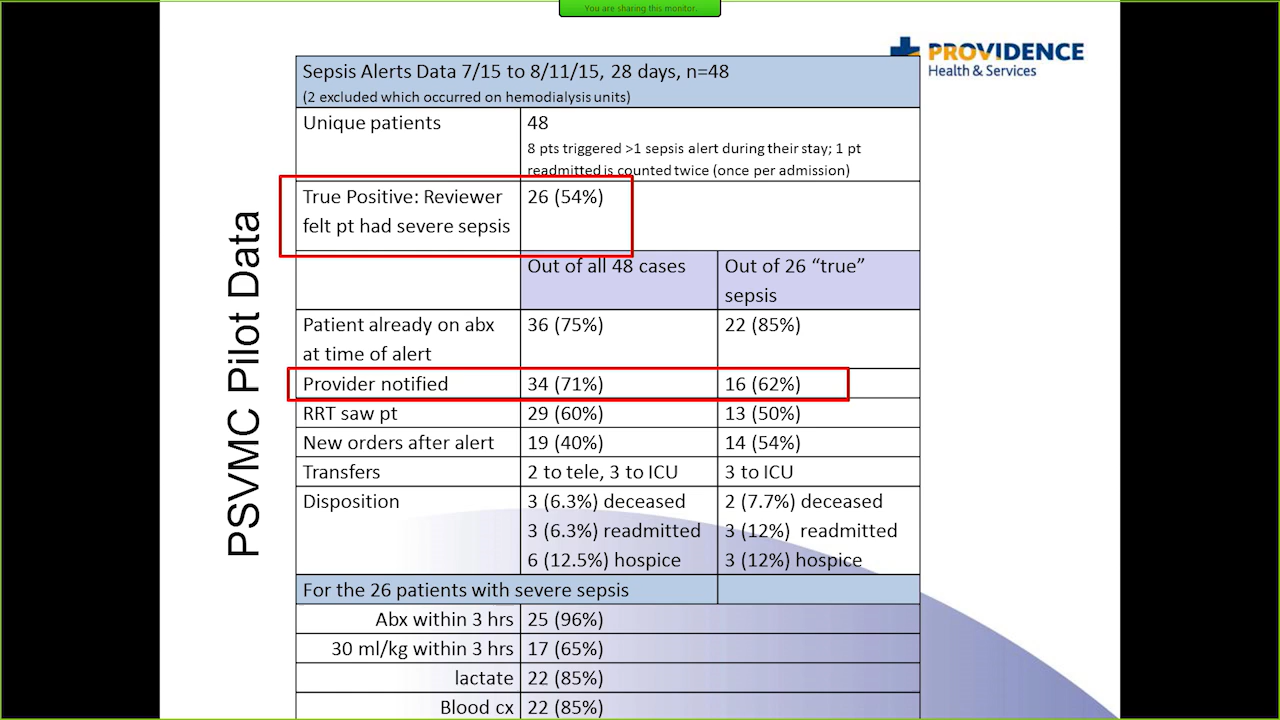 You are sharing this monitor.
PROVIDENCE
Health & Services
PSVMC Pilot Data
Sepsis Alerts Data 7/15 to 8/11/15, 28 days, n=48
(2 excluded which occurred on hemodialysis units)
Unique patients
48
8 pts triggered >1 sepsis alert during their stay; 1 pt
readmitted is counted twice (once per admission)
True Positive: Reviewer
felt pt had severe sepsis
26 (54%)
Out of all 48 cases
Out of 26 “true”
sepsis
Patient already on abx
at time of alert
36 (75%)
22 (85%)
Provider notified
34 (71%)
16 (62%)
RRT saw pt
29 (60%)
13 (50%)
New orders after alert
19 (40%)
14 (54%)
Transfers
2 to tele, 3 to ICU
3 to ICU
Disposition
3 (6.3%) deceased
3 (6.3%) readmitted
6 (12.5%) hospice
2 (7.7%) deceased
3 (12%) readmitted
3 (12%) hospice
For the 26 patients with severe sepsis
Abx within 3 hrs
25 (96%)
30 ml/kg within 3 hrs
17 (65%)
lactate
22 (85%)
Blood cx
22 (85%)